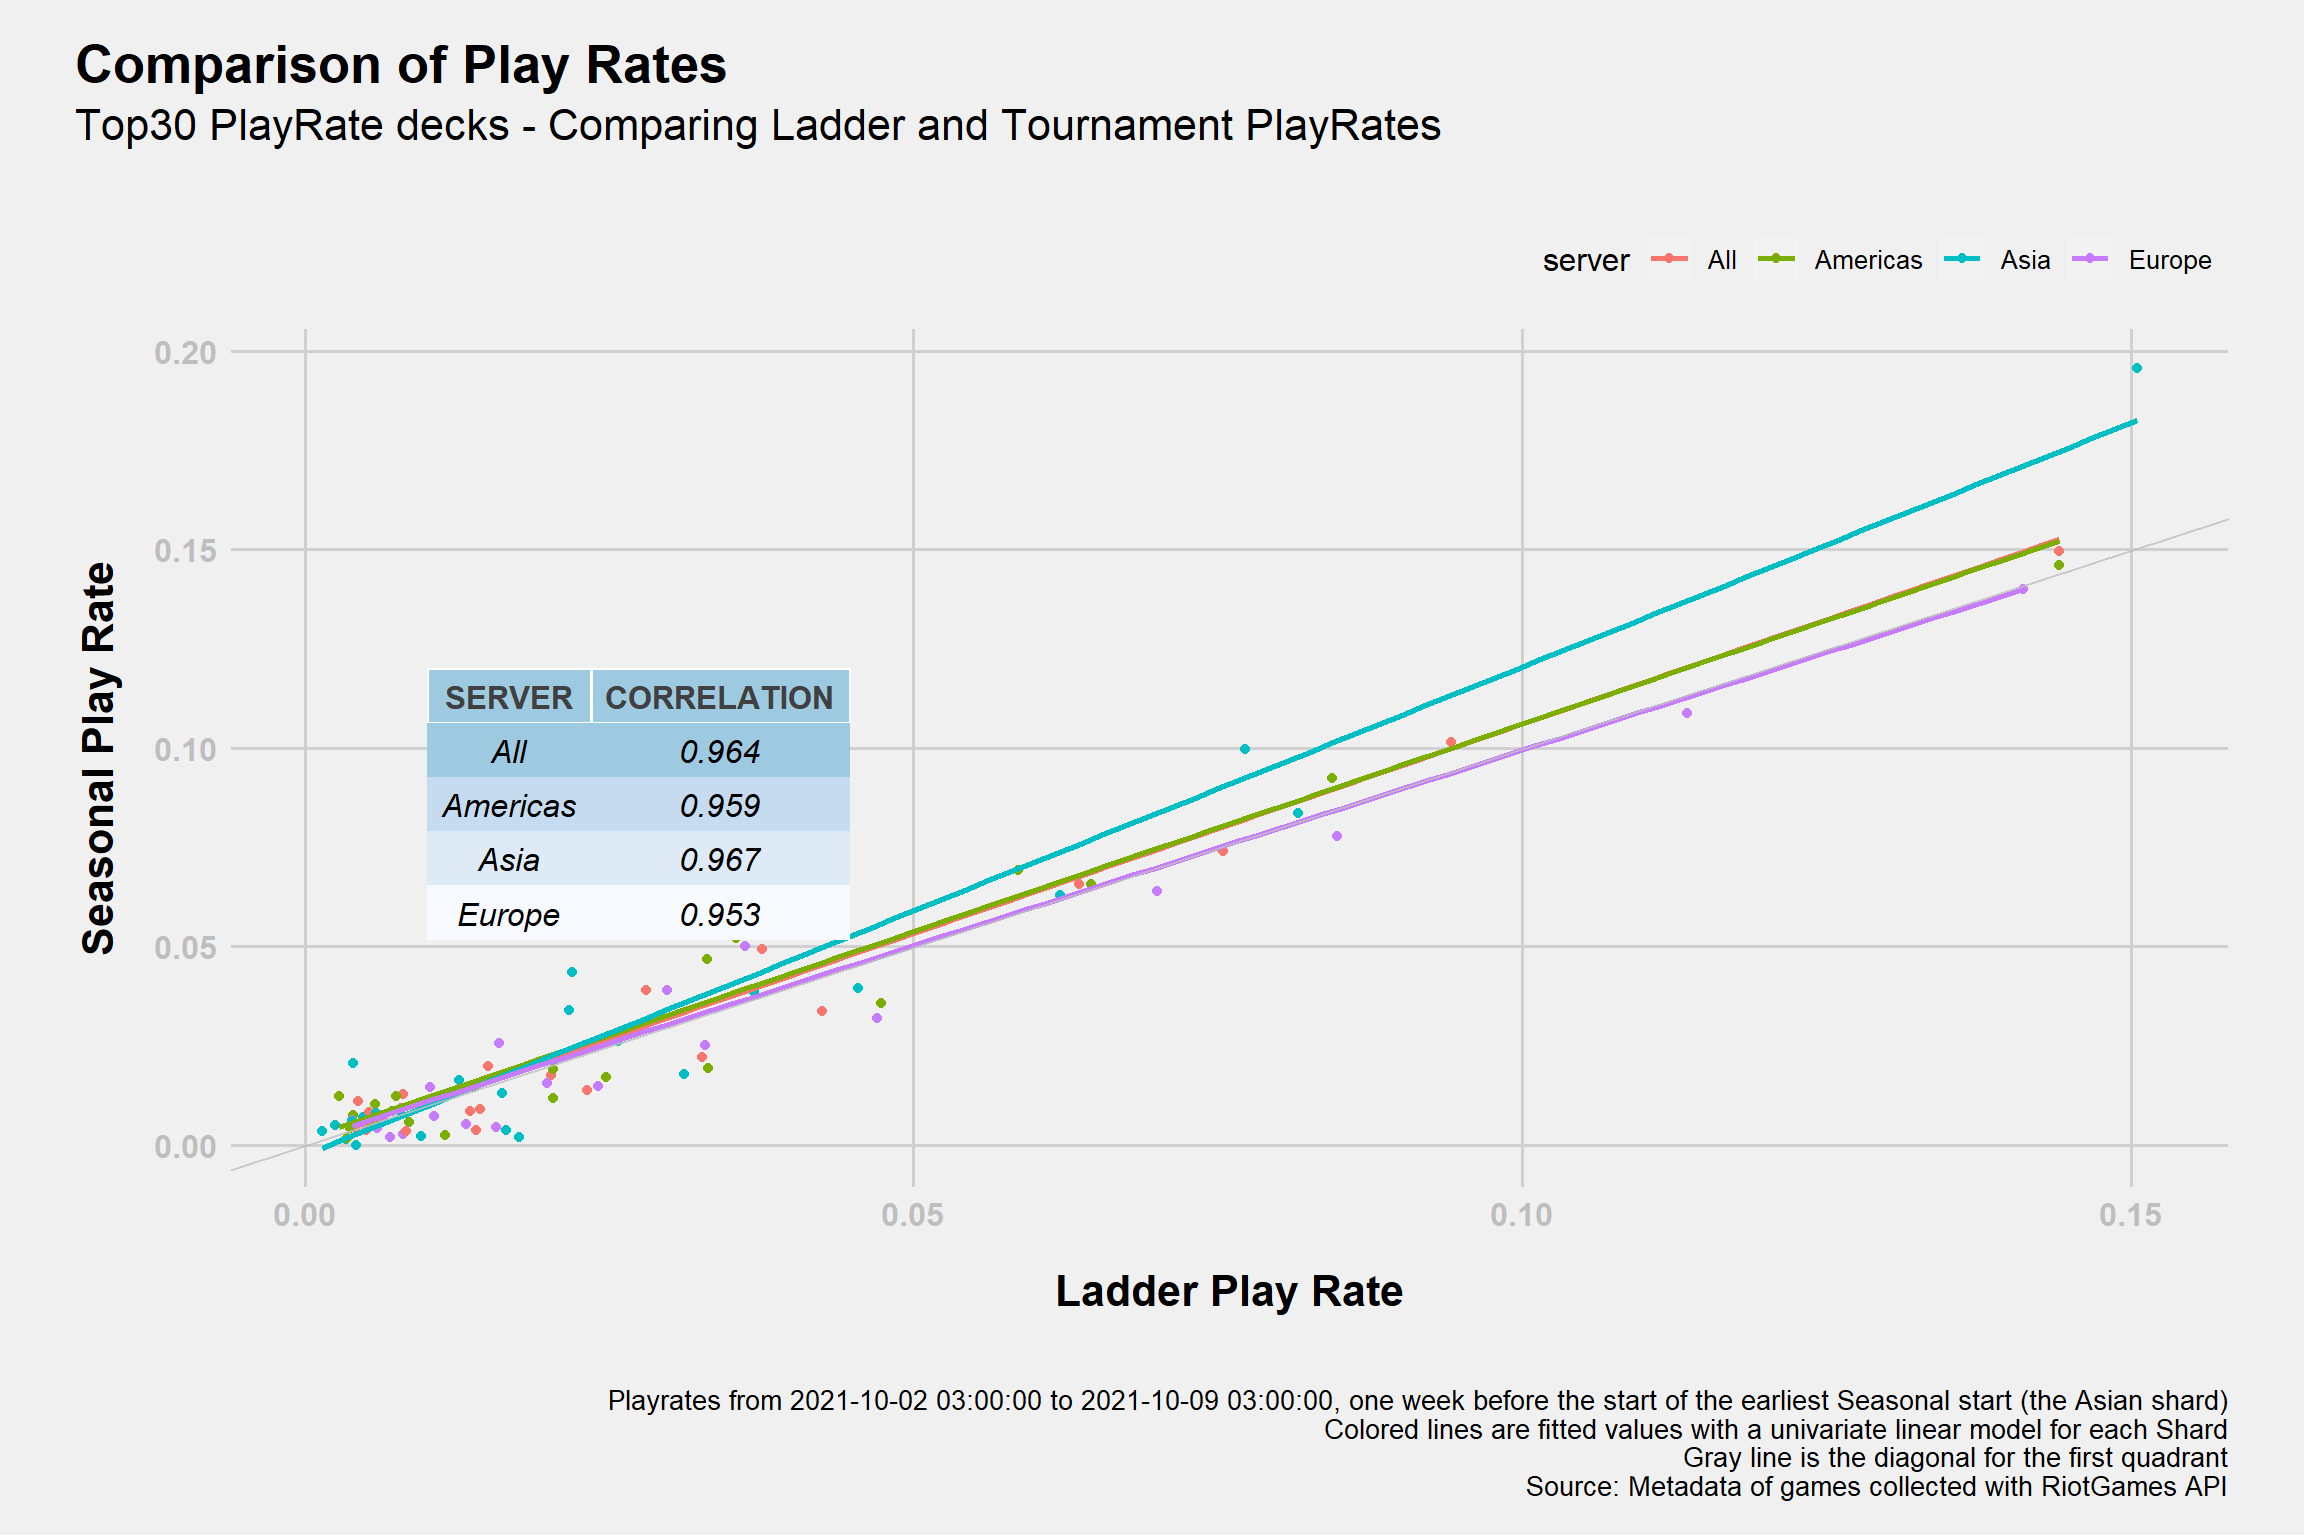 Comparison of Play Rates
Top30 PlayRate decks - Comparing Ladder and Tournament PlayRates
server All Americas Asia Europe
Seasonal Play Rate
0.20
0.15
0.10
0.05
0.00
SERVER CORRELATION
All 0.964
Americas 0.959
Asia 0.967
Europe 0.953
0.00 0.05 0.10 0.15
Ladder Play Rate
Playrates from 2021-10-02 03:00:00 to 2021-10-09 03:00:00, one week before the start of the earliest Seasonal start (the Asian shard)
Colored lines are fitted values with a univariate linear model for each Shard
Gray line is the diagonal for the first quadrant
Source: Metadata of games collected with RiotGames API